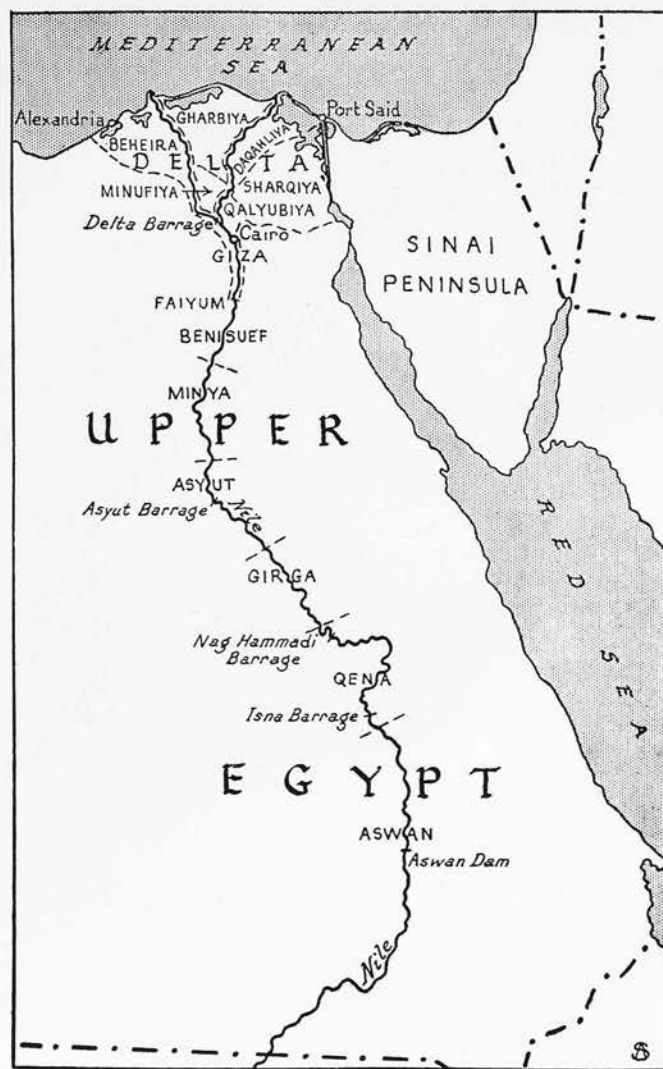 MEDITERRANEAN
SEA
Alexandria
Port Said
GHARBIYA
BEHEIRA
DAQAHLIYA
DELTA
MINUFIYA
SHARQIYA
QALYUBIYA
Delta Barrage
Cairo
GIZA
SINAI
PENINSULA
FAIYUM
BENISUEF
MINYA
UPPER
ASYUT
Asyut Barrage
Nile
GIRGA
RED SEA
Nag Hammadi
Barrage
QENA
Isna Barrage
EGYPT
ASWAN
Aswan Dam
Nile